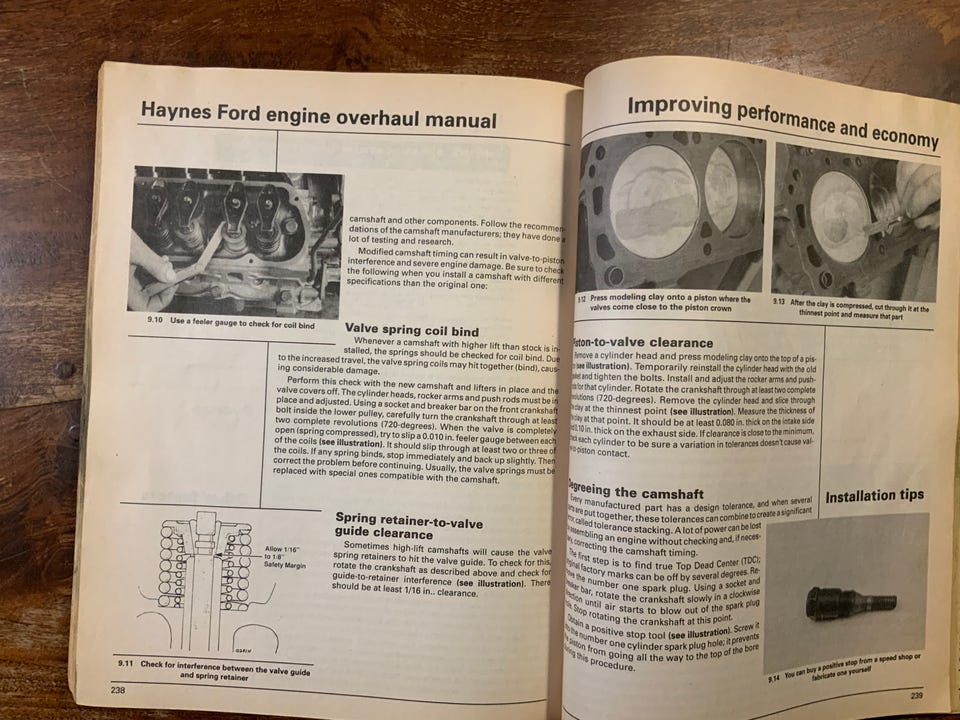 Haynes Ford engine overhaul manual
9.10 Use a feeler gauge to check for coil bind
camshaft and other components. Follow the recommen-
dations of the camshaft manufacturers; they have done a
lot of testing and research.
Modified camshaft timing can result in valve-to-piston
interference and severe engine damage. Be sure to check
the following when you install a camshaft with different
specifications than the original one:
Valve spring coil bind
Whenever a camshaft with higher lift than stock is in-
stalled, the springs should be checked for coil bind. Due
to the increased travel, the valve spring coils may hit together (bind), caus-
ing considerable damage.
Perform this check with the new camshaft and lifters in place and the
valve covers off. The cylinder heads, rocker arms and push rods must be in
place and adjusted. Using a socket and breaker bar on the front crankshaft
bolt inside the lower pulley, carefully turn the crankshaft through at least
two complete revolutions (720-degrees). When the valve is completely
open (spring compressed), try to slip a 0.010 in. feeler gauge between each
of the coils (see illustration). It should slip through at least two or three of
the coils. If any spring binds, stop immediately and back up slightly. Then
correct the problem before continuing. Usually, the valve springs must be
replaced with special ones compatible with the camshaft.
Allow 1/16"
to 1/8"
Safety Margin
9.11 Check for interference between the valve guide
and spring retainer
Spring retainer-to-valve
guide clearance
Sometimes high-lift camshafts will cause the valve
spring retainers to hit the valve guide. To check for this,
rotate the crankshaft as described above and check for
guide-to-retainer interference (see illustration). There
should be at least 1/16 in.. clearance.
238
Improving performance and economy
9.12 Press modeling clay onto a piston where the
valves come close to the piston crown
9.13 After the clay is compressed, cut through it at the
thinnest point and measure that part
Piston-to-valve clearance
Remove a cylinder head and press modeling clay onto the top of a pis-
(see illustration). Temporarily reinstall the cylinder head with the old
and tighten the bolts. Install and adjust the rocker arms and push-
for that cylinder. Rotate the crankshaft through at least two complete
revolutions (720-degrees). Remove the cylinder head and slice through
clay at the thinnest point (see illustration). Measure the thickness of
clay at that point. It should be at least 0.080 in. thick on the intake side
0.10 in. thick on the exhaust side. If clearance is close to the minimum,
each cylinder to be sure a variation in tolerances doesn't cause val-
piston contact.
Degreeing the camshaft
Every manufactured part has a design tolerance, and when several
are put together, these tolerances can combine to create a significant
called tolerance stacking. A lot of power can be lost
assembling an engine without checking and, if neces-
correcting the camshaft timing.
The first step is to find true Top Dead Center (TDC);
factory marks can be off by several degrees. Re-
the number one spark plug. Using a socket and
bar, rotate the crankshaft slowly in a clockwise
until air starts to blow out of the spark plug
Stop rotating the crankshaft at this point.
Obtain a positive stop tool (see illustration). Screw it
the number one cylinder spark plug hole; it prevents
piston from going all the way to the top of the bore
this procedure.
Installation tips
9.14 You can buy a positive stop from a speed shop or
fabricate one yourself
239